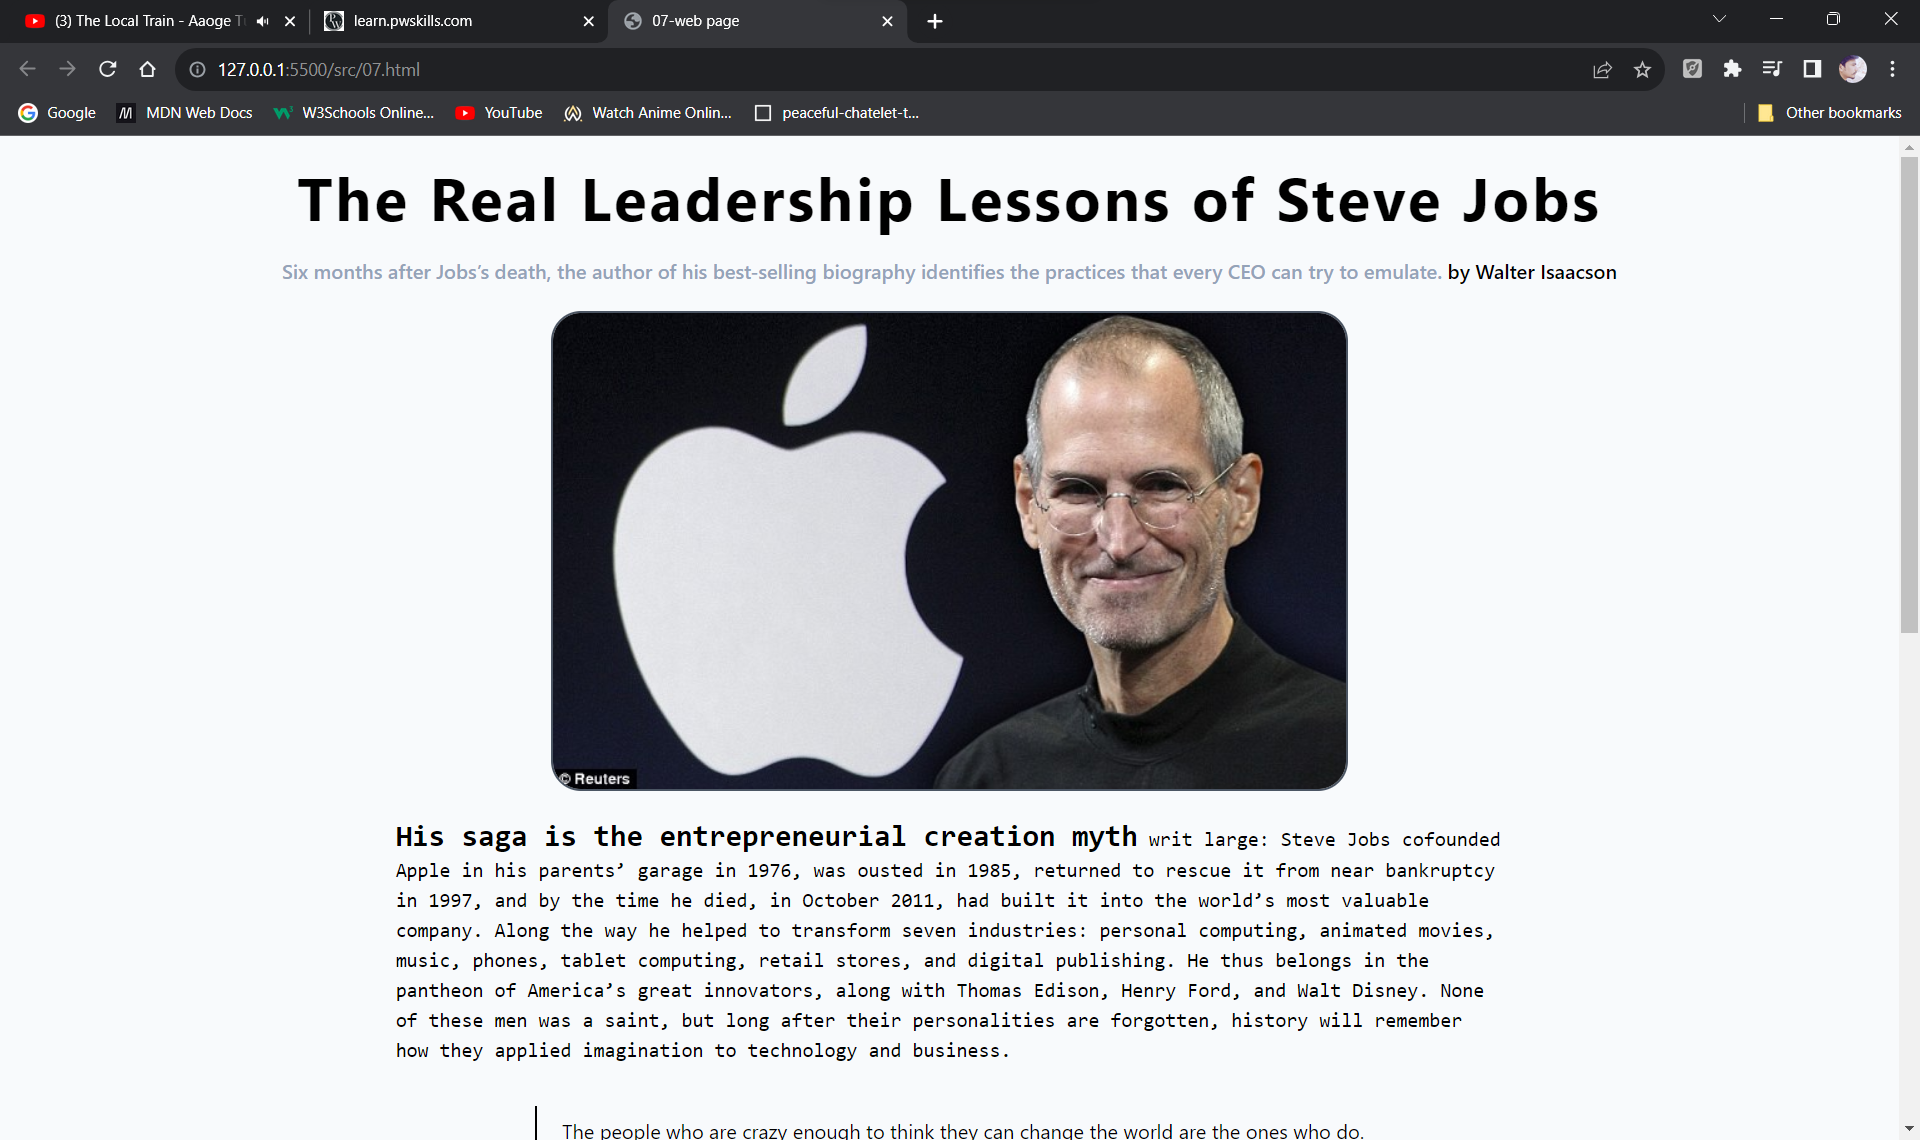 (3) The Local Train - Aaoge T
learn.pwskills.com
07-web page
127.0.0.1:5500/src/07.html
Google
MDN Web Docs
W3Schools Online...
YouTube
Watch Anime Onlin...
peaceful-chatelet-t...
Other bookmarks
The Real Leadership Lessons of Steve Jobs
Six months after Jobs’s death, the author of his best-selling biography identifies the practices that every CEO can try to emulate. by Walter Isaacson
© Reuters
His saga is the entrepreneurial creation myth writ large: Steve Jobs cofounded
Apple in his parents’ garage in 1976, was ousted in 1985, returned to rescue it from near bankruptcy
in 1997, and by the time he died, in October 2011, had built it into the world’s most valuable
company. Along the way he helped to transform seven industries: personal computing, animated movies,
music, phones, tablet computing, retail stores, and digital publishing. He thus belongs in the
pantheon of America’s great innovators, along with Thomas Edison, Henry Ford, and Walt Disney. None
of these men was a saint, but long after their personalities are forgotten, history will remember
how they applied imagination to technology and business.
The people who are crazy enough to think they can change the world are the ones who do.